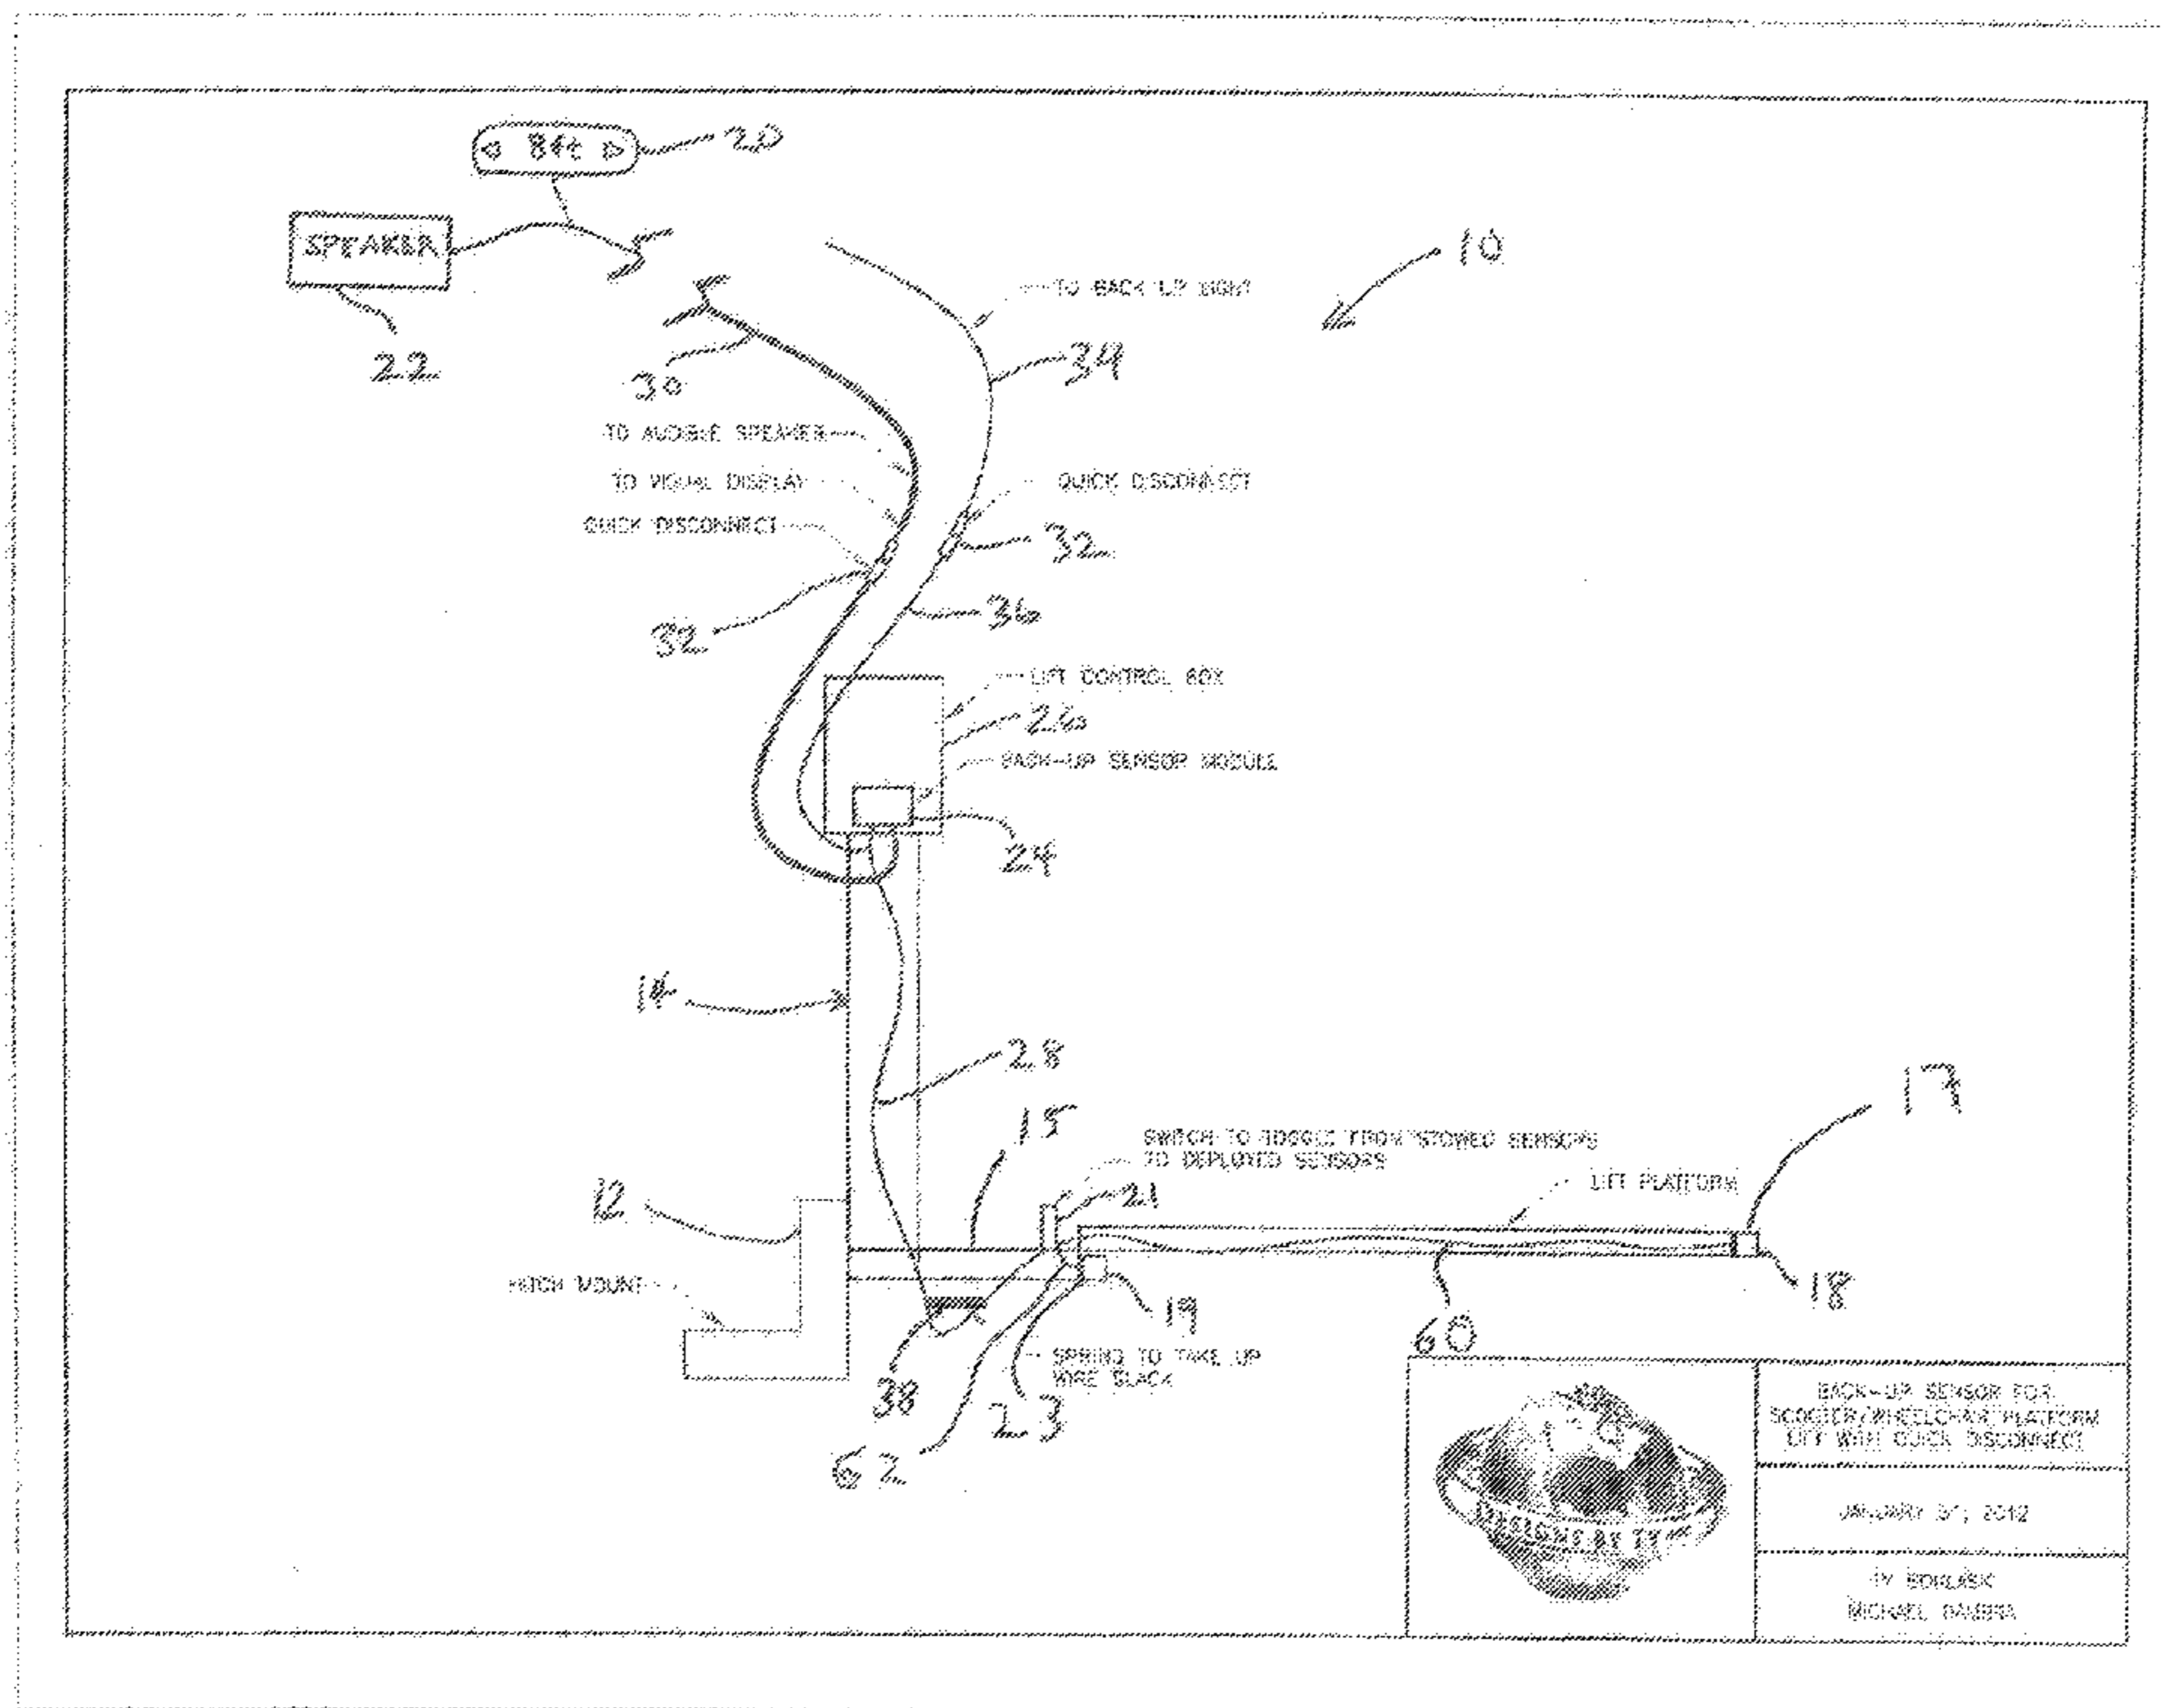 ◁ 8ft ▷
20
SPEAKER
10
TO BACK UP LIGHT
22
34
30
TO AUDIBLE SPEAKER
TO VISUAL DISPLAY
QUICK DISCONNECT
QUICK DISCONNECT
32
36
32
LIFT CONTROL BOX
26
BACK-UP SENSOR MODULE
24
14
28
17
15
SWITCH TO TOGGLE FROM STOWED SENSORS
TO DEPLOYED SENSORS
12
21
LIFT PLATFORM
HITCH MOUNT
19
18
60
SPRING TO TAKE UP
WIRE SLACK
38
23
62
BACK-UP SENSOR FOR
SCOOTER/WHEELCHAIR PLATFORM
LIFT WITH QUICK DISCONNECT
DESIGNS BY TY
JANUARY 2012
TY
MICHAEL